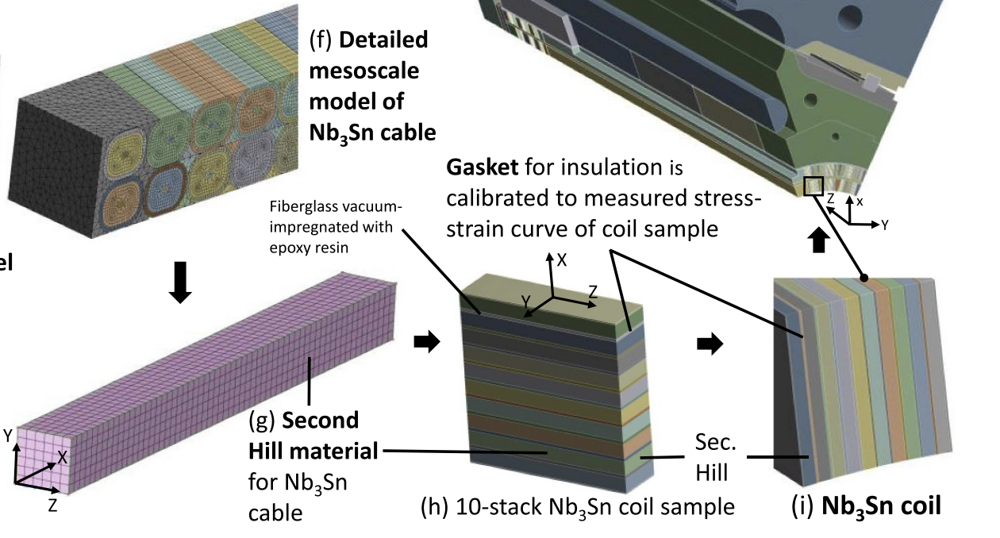 (f) Detailed
mesoscale
model of
Nb3Sn cable
Gasket for insulation is
calibrated to measured stress-
strain curve of coil sample
Fiberglass vacuum-
impregnated with
epoxy resin
el
Z
x
Y
X
Z
Y
Y
X
Z
(g) Second
Hill material
for Nb3Sn
cable
Sec.
Hill
(h) 10-stack Nb3Sn coil sample
(i) Nb3Sn coil